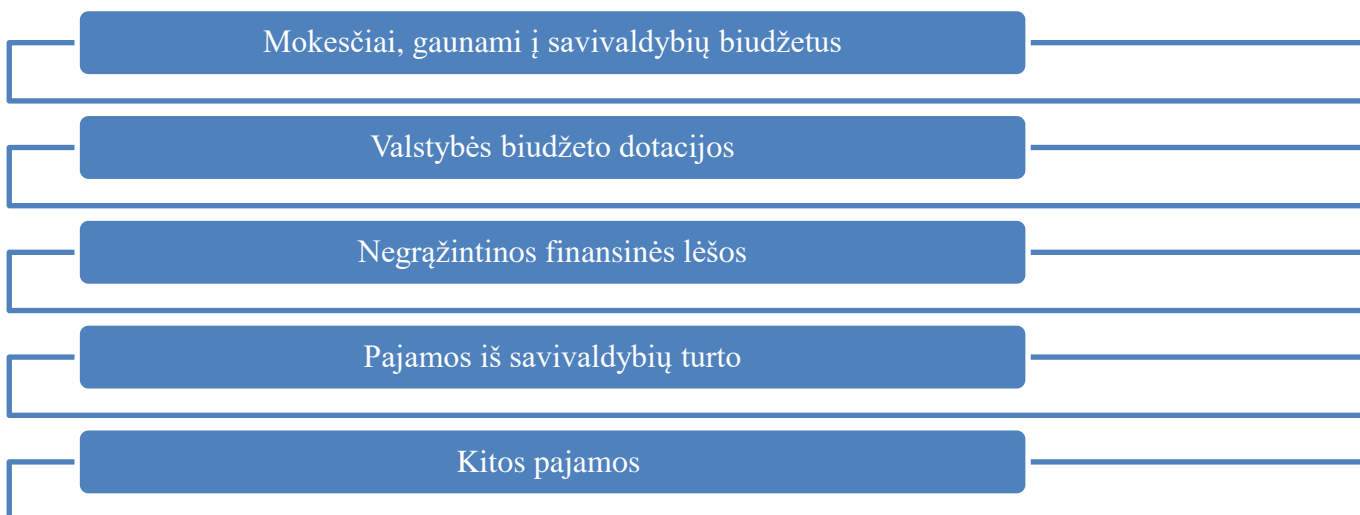 Mokesčiai, gaunami į savivaldybių biudžetus
Valstybės biudžeto dotacijos
Negrąžintinos finansinės lėšos
Pajamos iš savivaldybių turto
Kitos pajamos